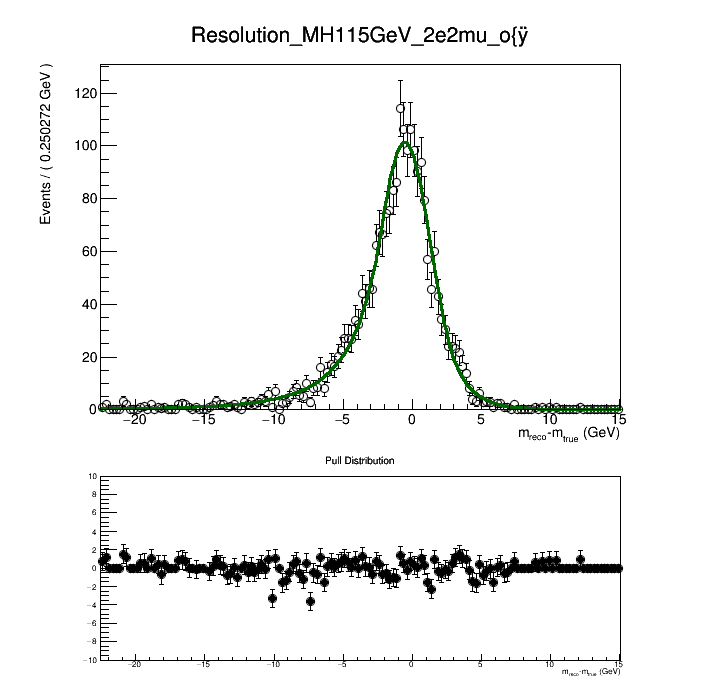 Resolution_MH115GeV_2e2mu_o{ÿ
Events / ( 0.250272 GeV )
120
100
80
60
40
20
0
−20 −15 −10 −5 0 5 10 15
m_reco-m_true (GeV)
Pull Distribution
10
8
6
4
2
0
−2
−4
−6
−8
−10
−20 −15 −10 −5 0 5 10 15
m_reco-m_true (GeV)